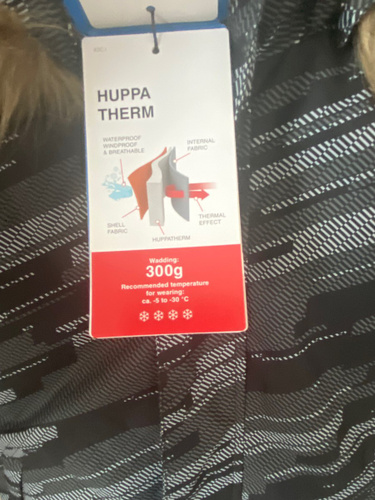 HUPPA
THERM
WATERPROOF
WINDPROOF
& BREATHABLE
INTERNAL
FABRIC
SHELL
FABRIC
THERMAL
EFFECT
HUPPATHERM
Wadding:
300g
Recommended temperature
for wearing:
ca. -5 to -30 °C